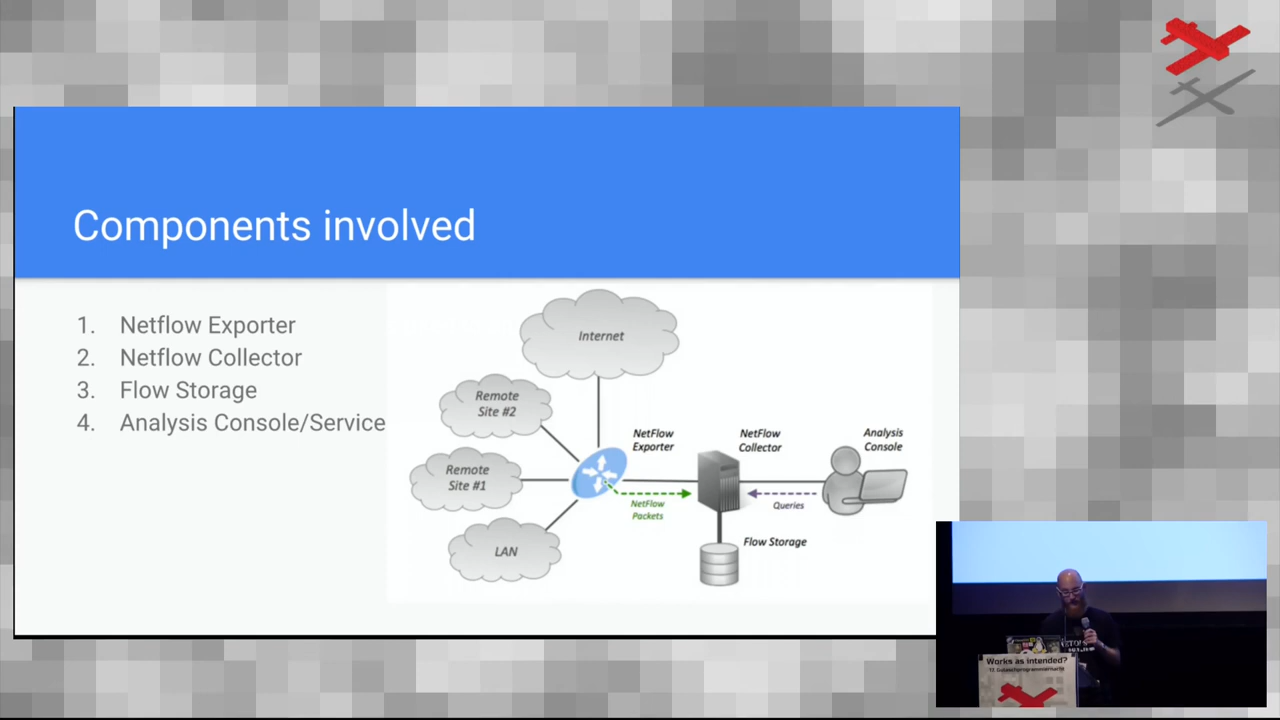 Components involved
1. Netflow Exporter
2. Netflow Collector
3. Flow Storage
4. Analysis Console/Service
Internet
Remote
Site #2
Remote
Site #1
LAN
NetFlow
Exporter
NetFlow
Packets
NetFlow
Collector
Queries
Analysis
Console
Flow Storage
Works as intended?